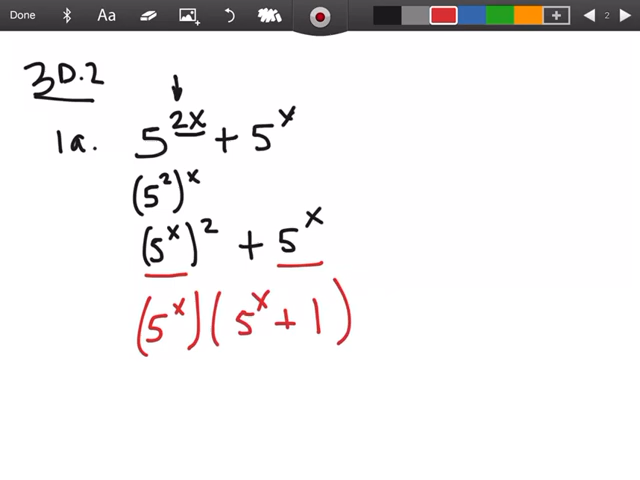 Done Aa 2
3D.2
1a. 5^{2x} + 5^x
(5^2)^x
(5^x)^2 + 5^x
(5^x)(5^x + 1)